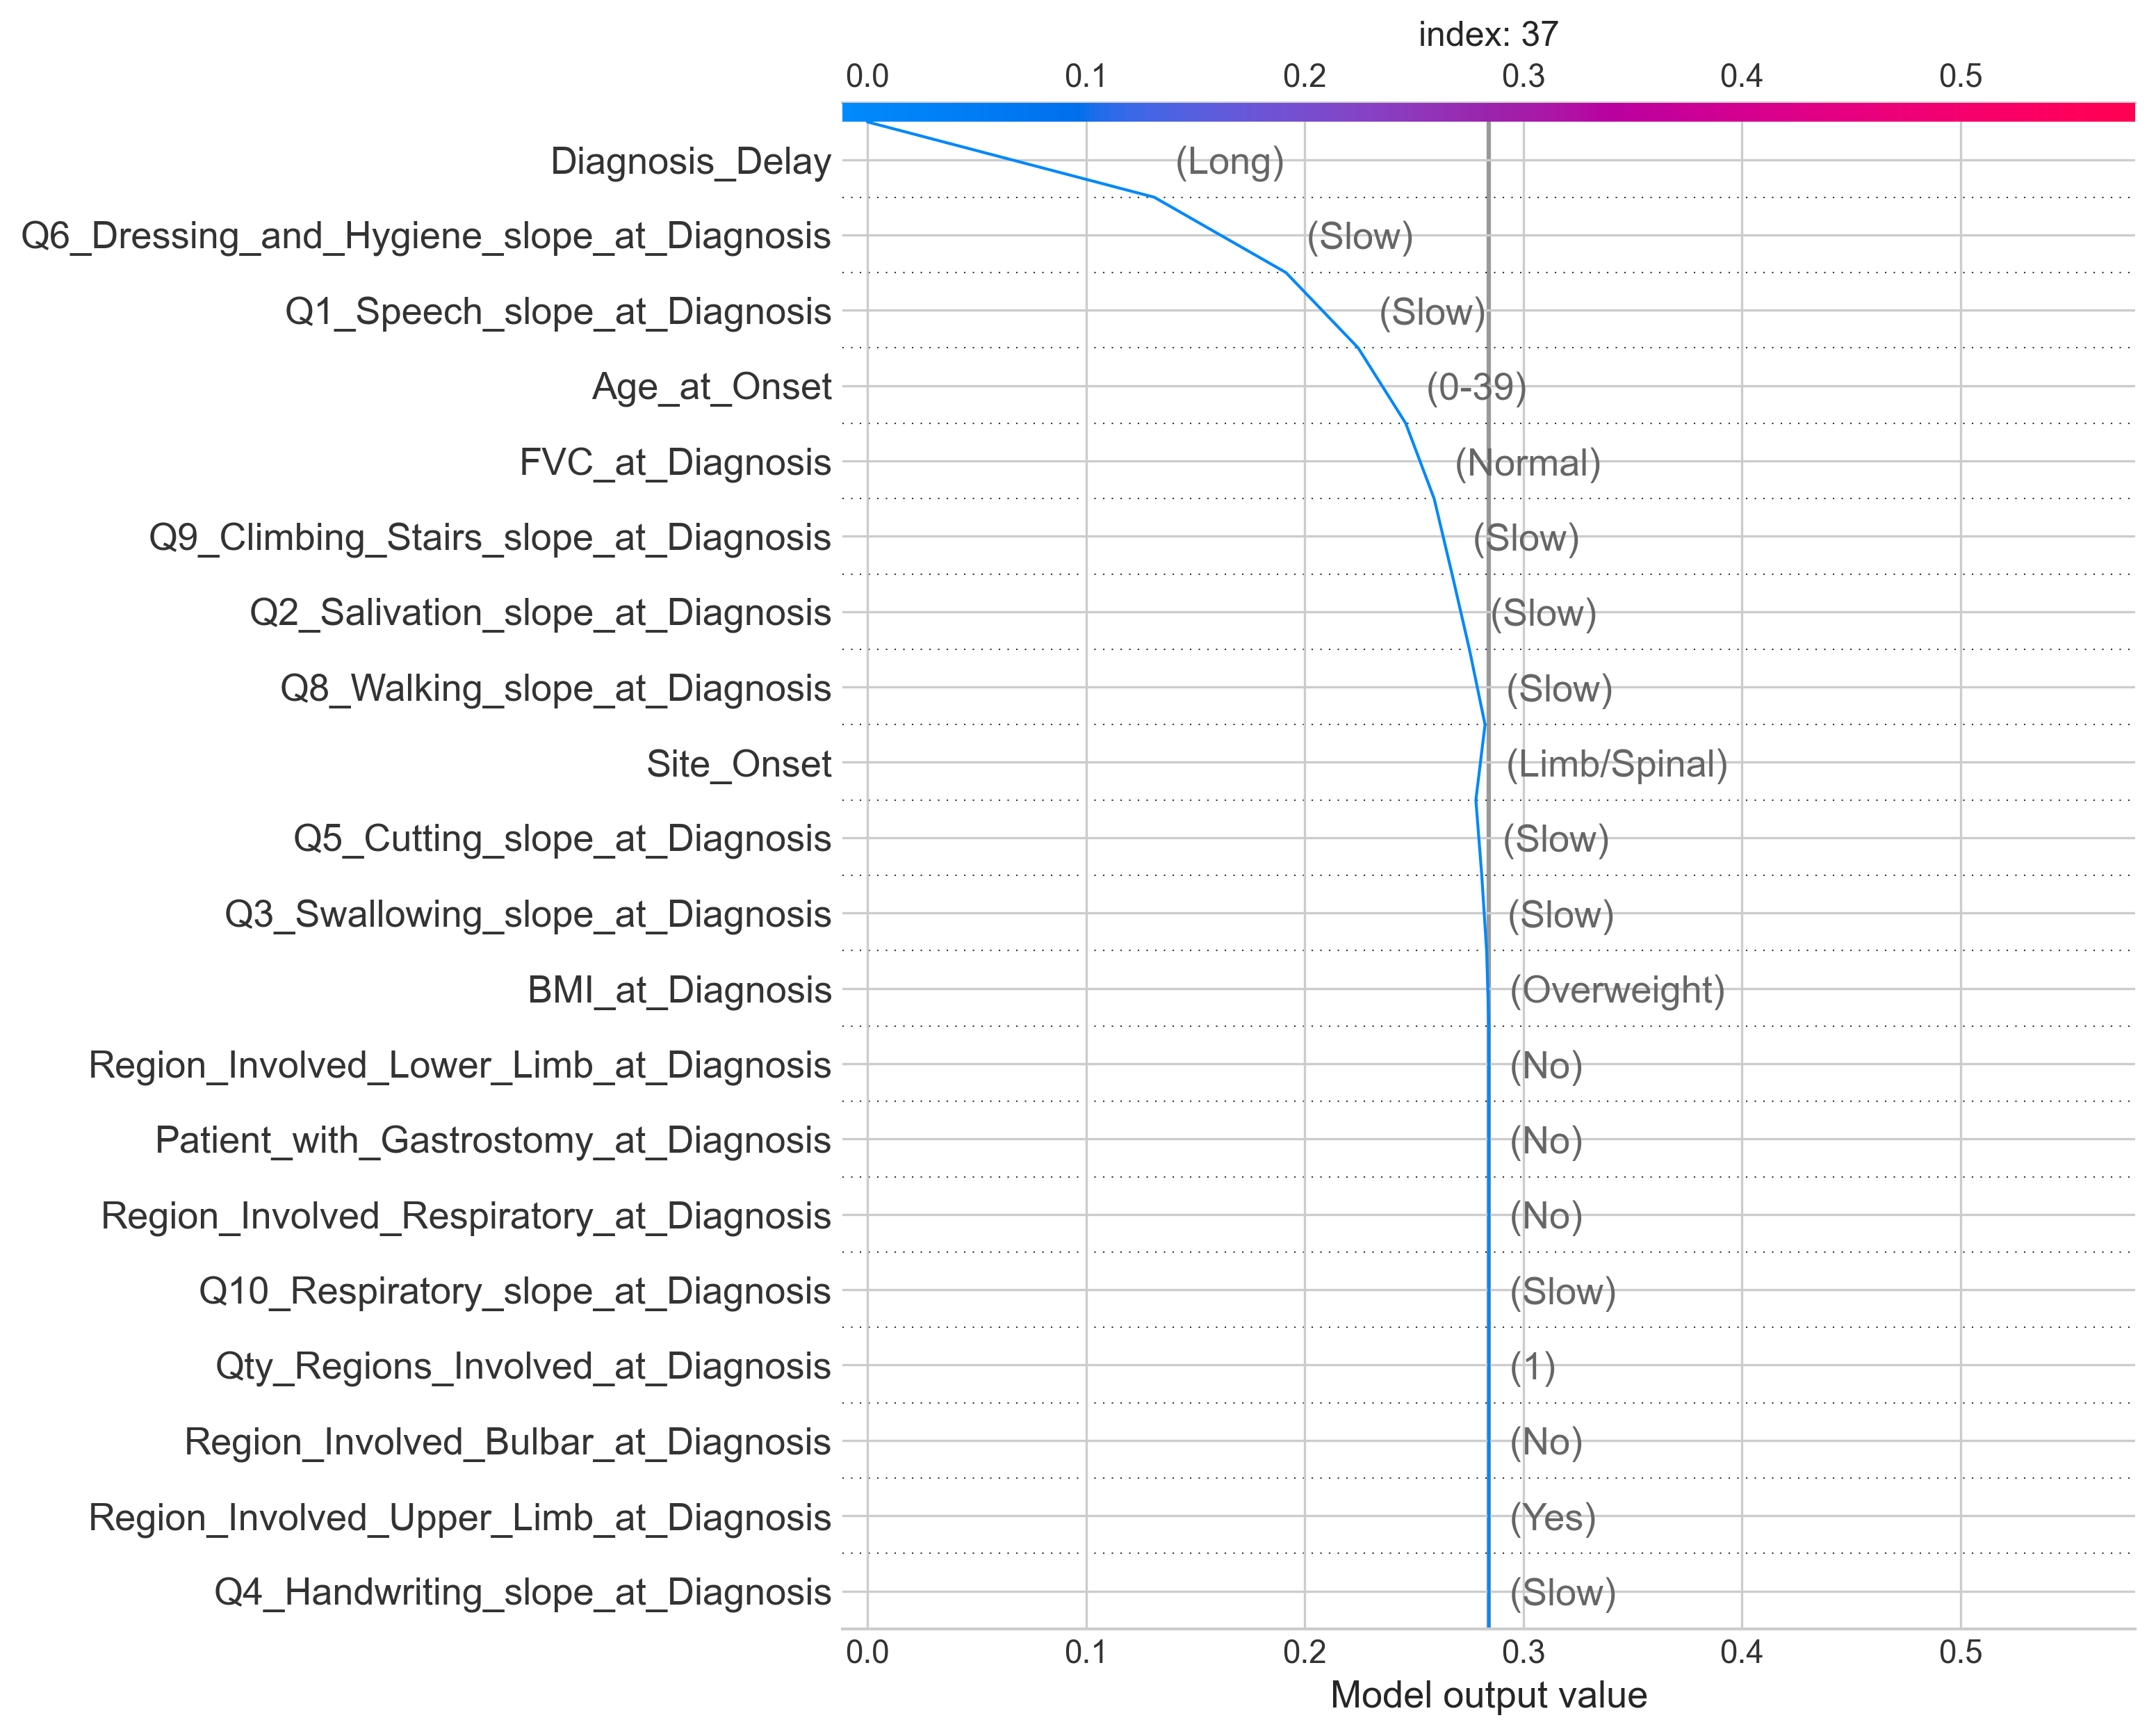 index: 37
0.0 0.1 0.2 0.3 0.4 0.5
Diagnosis_Delay (Long)
Q6_Dressing_and_Hygiene_slope_at_Diagnosis (Slow)
Q1_Speech_slope_at_Diagnosis (Slow)
Age_at_Onset (0-39)
FVC_at_Diagnosis (Normal)
Q9_Climbing_Stairs_slope_at_Diagnosis (Slow)
Q2_Salivation_slope_at_Diagnosis (Slow)
Q8_Walking_slope_at_Diagnosis (Slow)
Site_Onset (Limb/Spinal)
Q5_Cutting_slope_at_Diagnosis (Slow)
Q3_Swallowing_slope_at_Diagnosis (Slow)
BMI_at_Diagnosis (Overweight)
Region_Involved_Lower_Limb_at_Diagnosis (No)
Patient_with_Gastrostomy_at_Diagnosis (No)
Region_Involved_Respiratory_at_Diagnosis (No)
Q10_Respiratory_slope_at_Diagnosis (Slow)
Qty_Regions_Involved_at_Diagnosis (1)
Region_Involved_Bulbar_at_Diagnosis (No)
Region_Involved_Upper_Limb_at_Diagnosis (Yes)
Q4_Handwriting_slope_at_Diagnosis (Slow)
0.0 0.1 0.2 0.3 0.4 0.5
Model output value